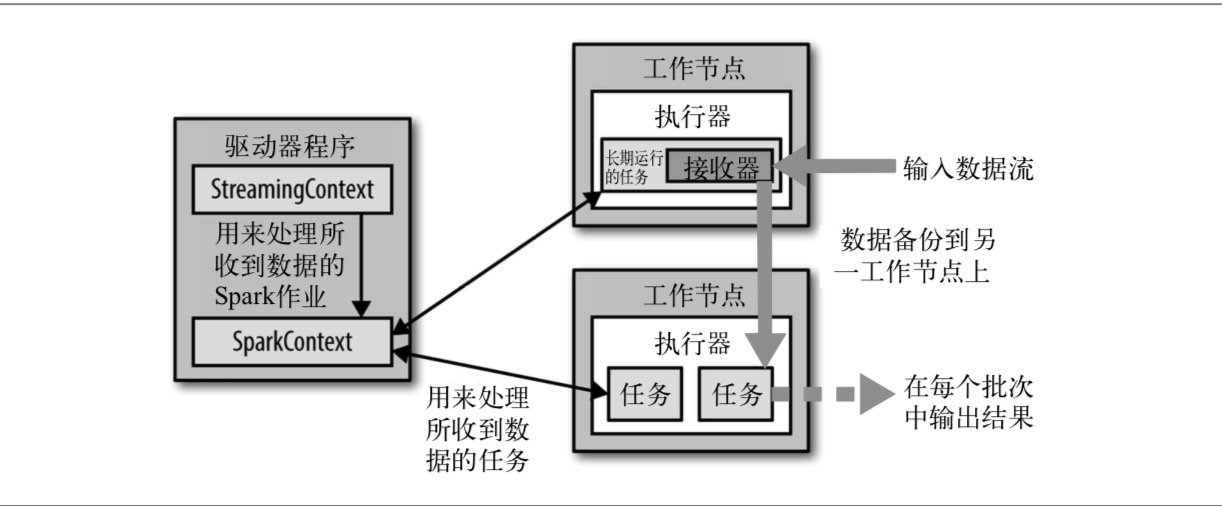 驱动器程序
StreamingContext
用来处理所
收到数据的
Spark作业
SparkContext
工作节点
执行器
长期运行
的任务
接收器
输入数据流
数据备份到另
一工作节点上
工作节点
执行器
任务
任务
用来处理
所收到数
据的任务
在每个批次
中输出结果